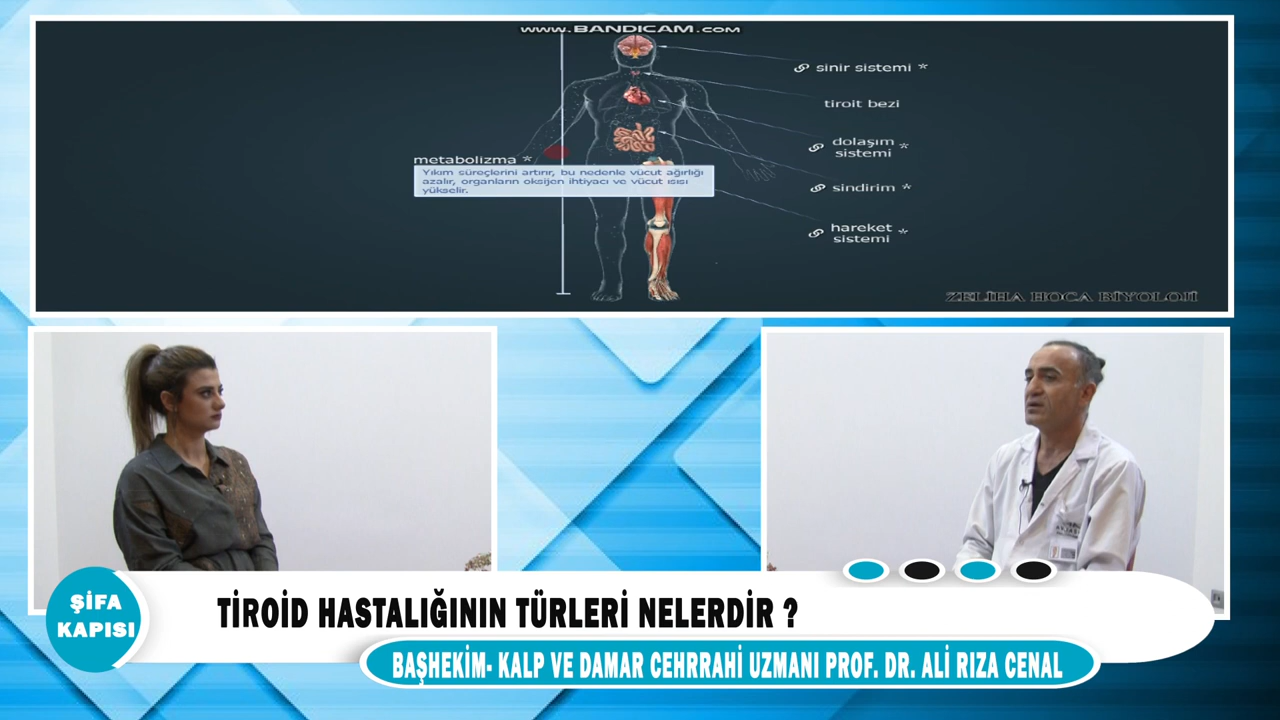 www.BANDICAM.com
sinir sistemi *
tiroit bezi
dolaşım
sistemi *
sindirim *
hareket
sistemi *
metabolizma *
Yıkım süreçlerini artırır, bu nedenle vücut ağırlığı
azalır, organların oksijen ihtiyacı ve vücut ısısı
yükselir.
ZELİHA HOCA BİYOLOJİ
ŞİFA
KAPISI
TİROİD HASTALIĞININ TÜRLERİ NELERDİR ?
BAŞHEKİM- KALP VE DAMAR CEHRRAHİ UZMANI PROF. DR. ALİ RIZA CENAL